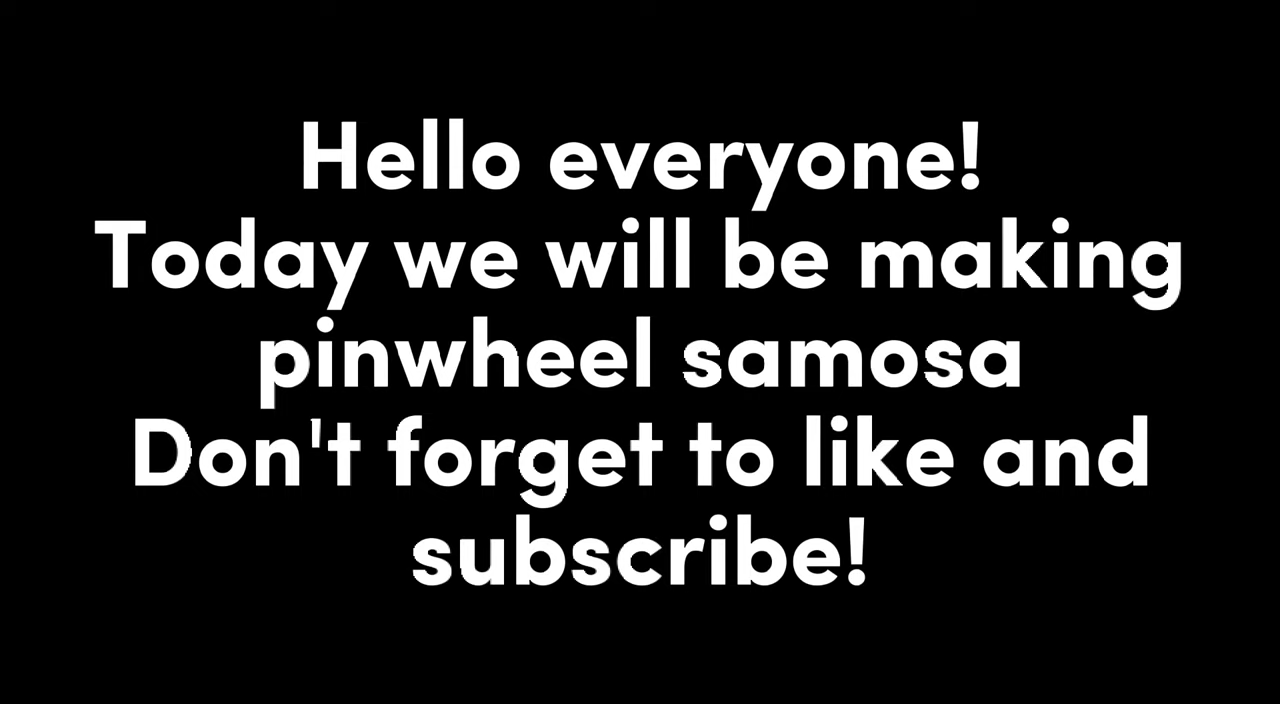 Hello everyone!
Today we will be making
pinwheel samosa
Don't forget to like and
subscribe!